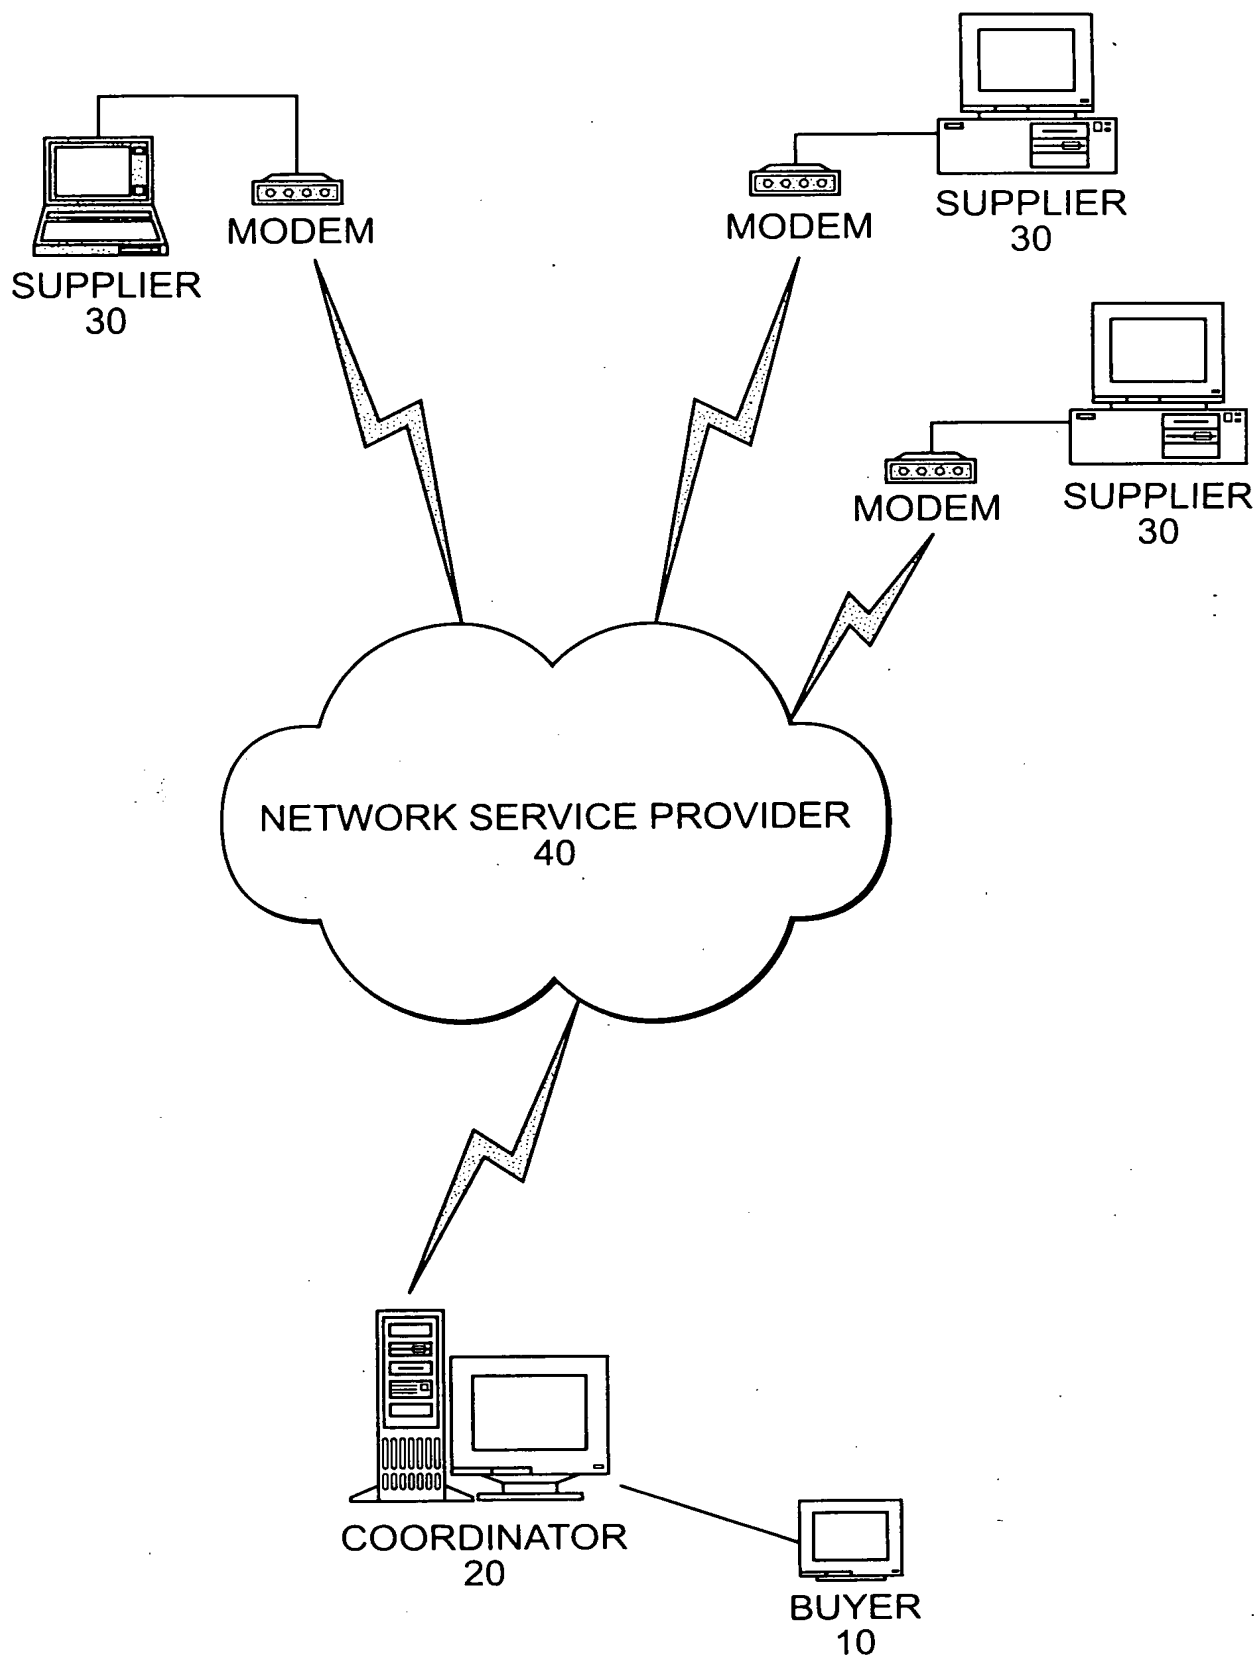 SUPPLIER
30
MODEM
MODEM
SUPPLIER
30
MODEM
SUPPLIER
30
NETWORK SERVICE PROVIDER
40
COORDINATOR
20
BUYER
10